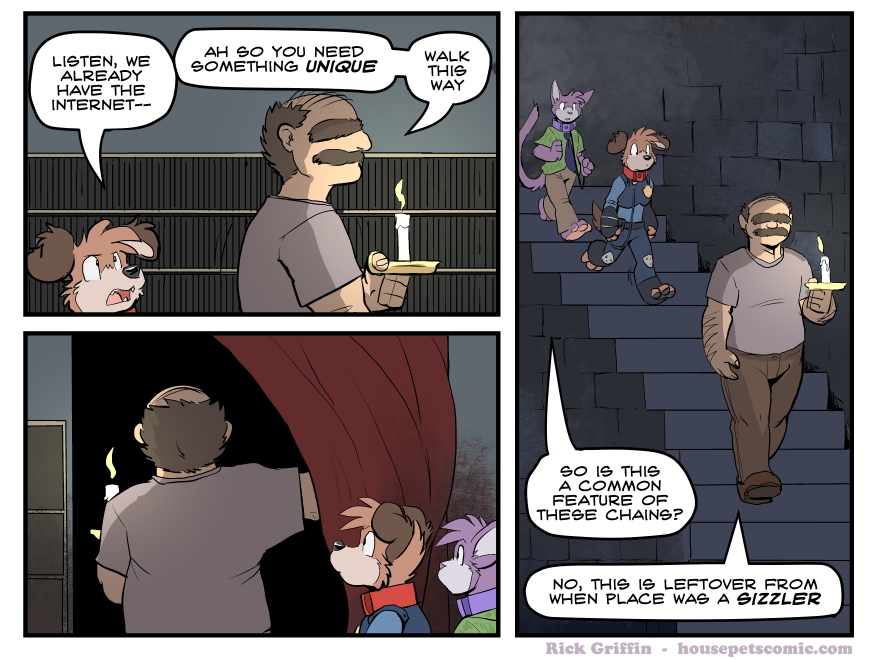 LISTEN, WE
ALREADY
HAVE THE
INTERNET--
AH SO YOU NEED
SOMETHING UNIQUE
WALK
THIS
WAY
SO IS THIS
A COMMON
FEATURE OF
THESE CHAINS?
NO, THIS IS LEFTOVER FROM
WHEN PLACE WAS A SIZZLER
Rick Griffin - housepetscomic.com